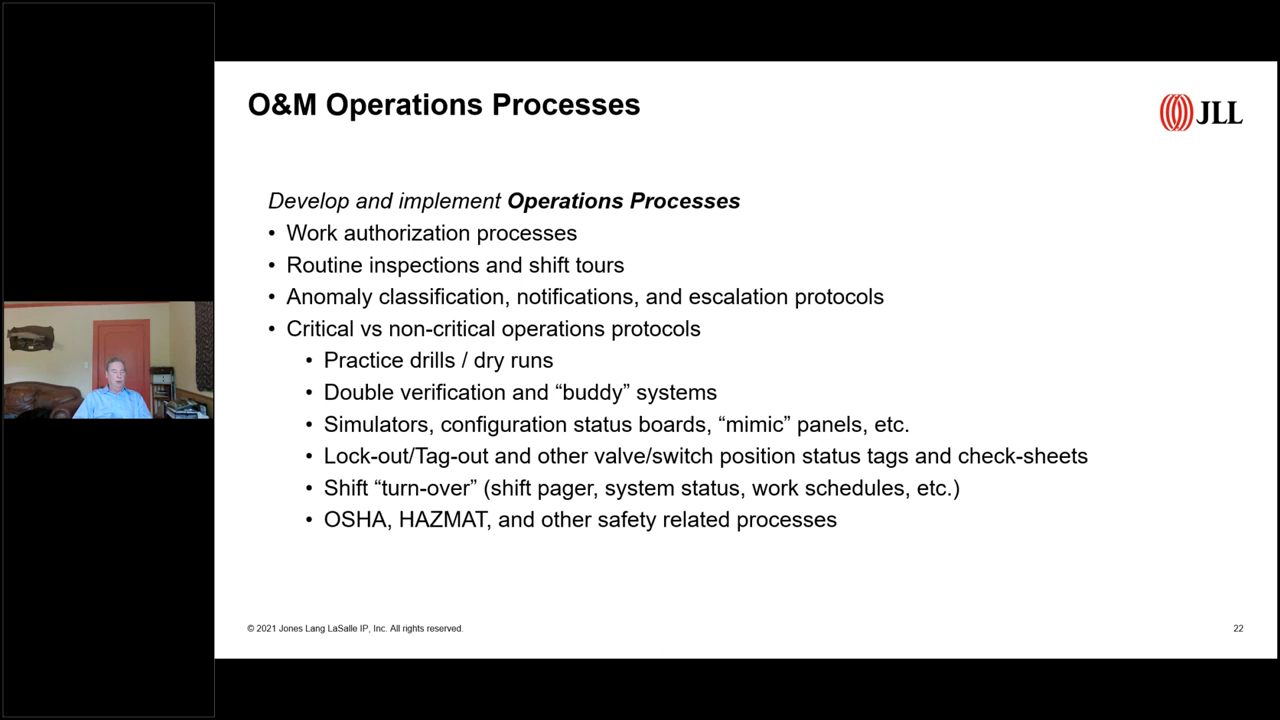 O&M Operations Processes
JLL
Develop and implement Operations Processes
• Work authorization processes
• Routine inspections and shift tours
• Anomaly classification, notifications, and escalation protocols
• Critical vs non-critical operations protocols
• Practice drills / dry runs
• Double verification and “buddy” systems
• Simulators, configuration status boards, “mimic” panels, etc.
• Lock-out/Tag-out and other valve/switch position status tags and check-sheets
• Shift “turn-over” (shift pager, system status, work schedules, etc.)
• OSHA, HAZMAT, and other safety related processes
© 2021 Jones Lang LaSalle IP, Inc. All rights reserved.
22